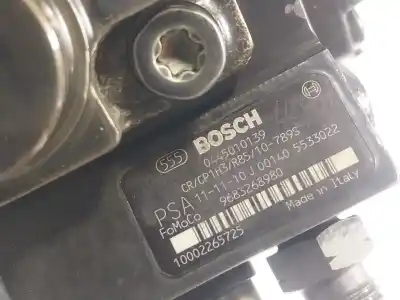 555 BOSCH
0445010139
CR/CP1H3/R85/10-789S
PSA 11-11-10 J 00140 5533022
FoMoCo 9683268980
10002265725 Made in Italy